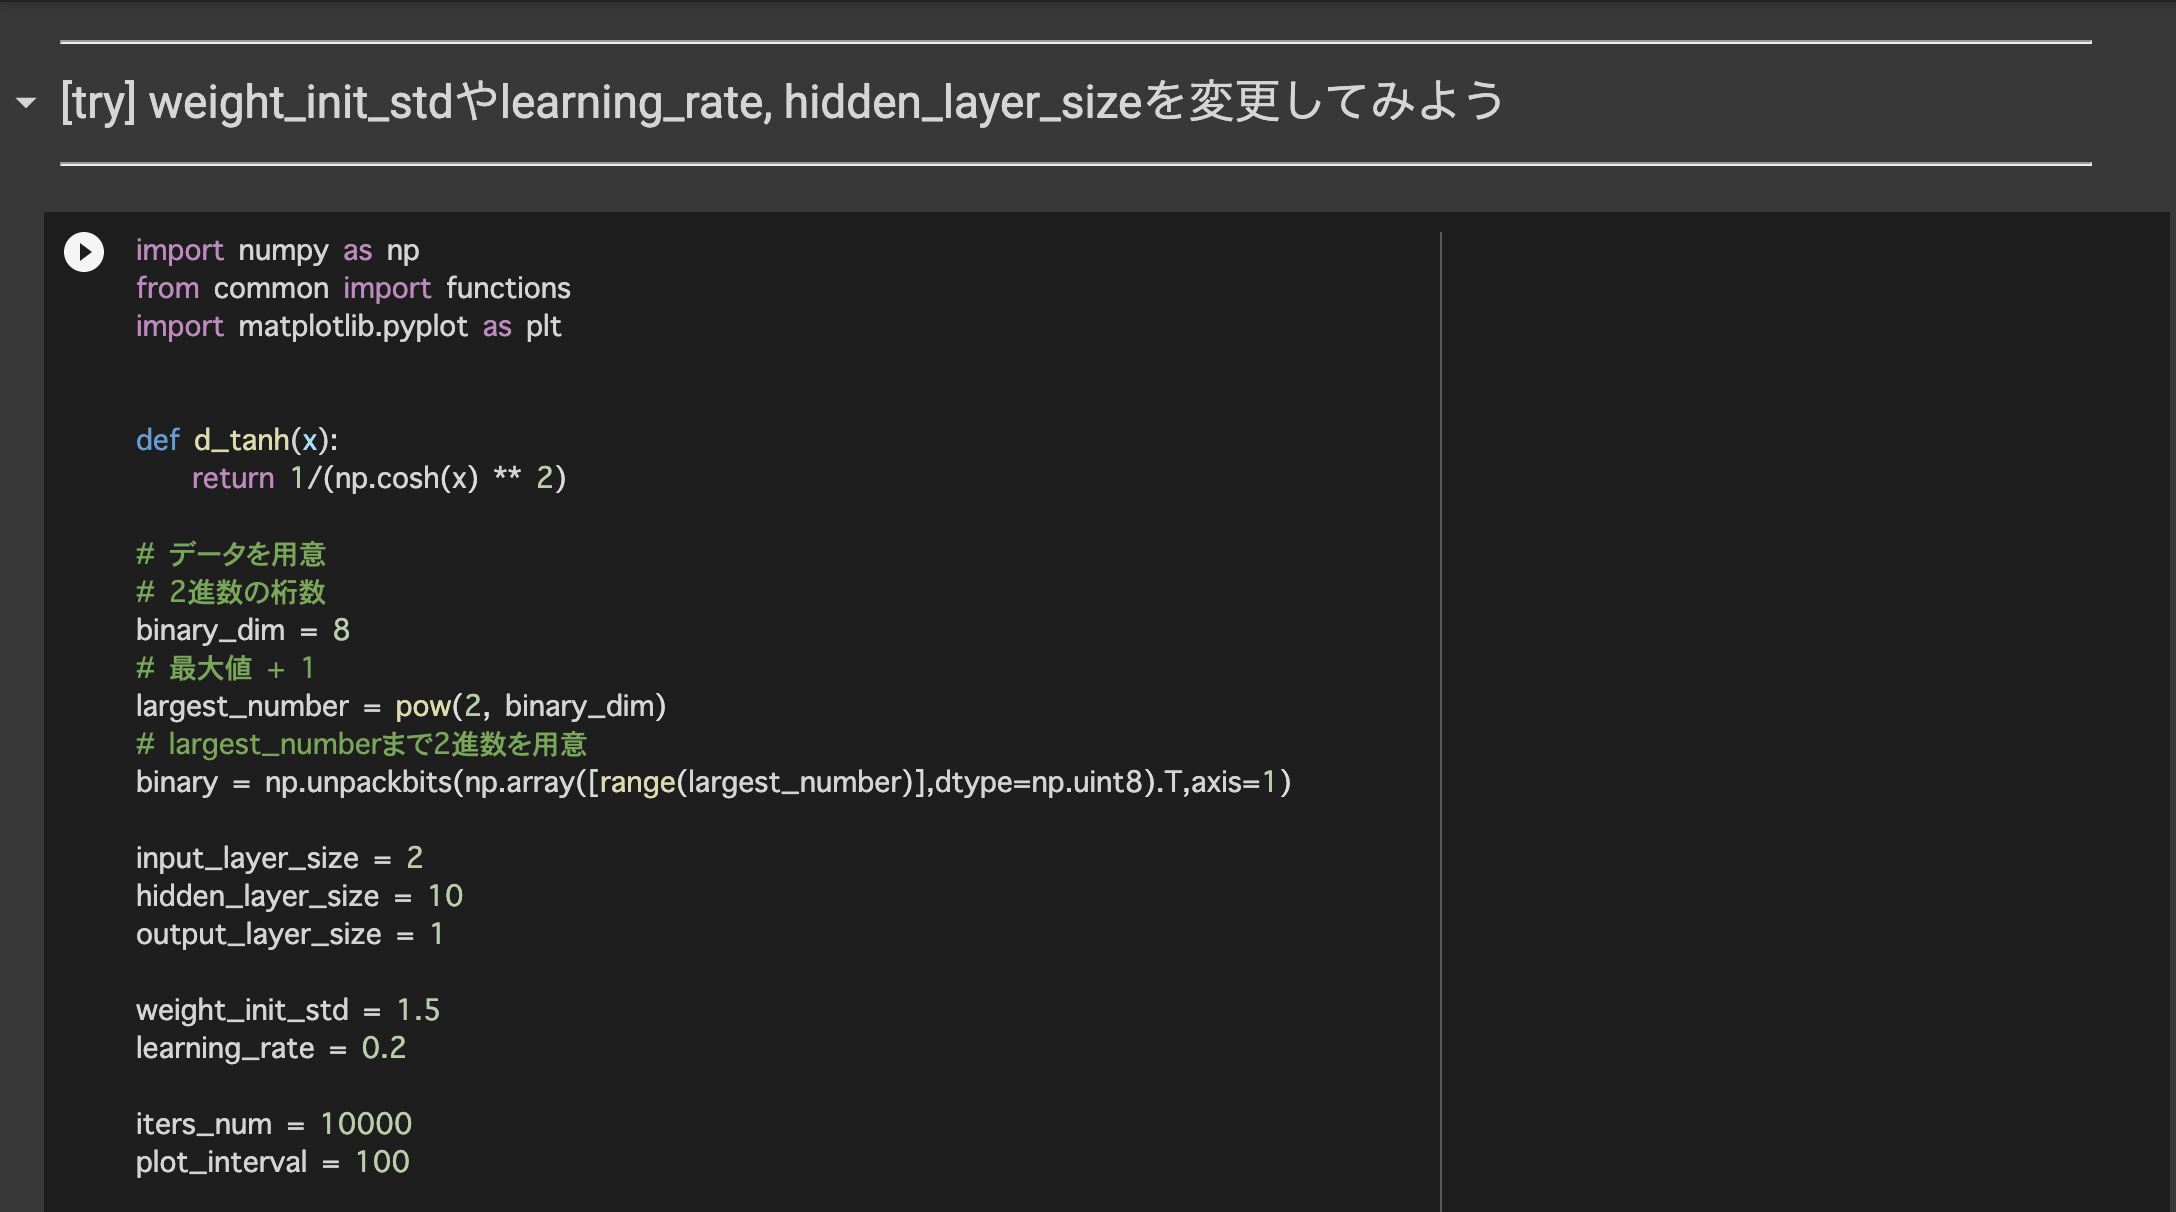 [try] weight_init_stdやlearning_rate, hidden_layer_sizeを変更してみよう
import numpy as np
from common import functions
import matplotlib.pyplot as plt
def d_tanh(x):
    return 1/(np.cosh(x) ** 2)
# データを用意
# 2進数の桁数
binary_dim = 8
# 最大値 + 1
largest_number = pow(2, binary_dim)
# largest_numberまで2進数を用意
binary = np.unpackbits(np.array([range(largest_number)],dtype=np.uint8).T,axis=1)
input_layer_size = 2
hidden_layer_size = 10
output_layer_size = 1
weight_init_std = 1.5
learning_rate = 0.2
iters_num = 10000
plot_interval = 100